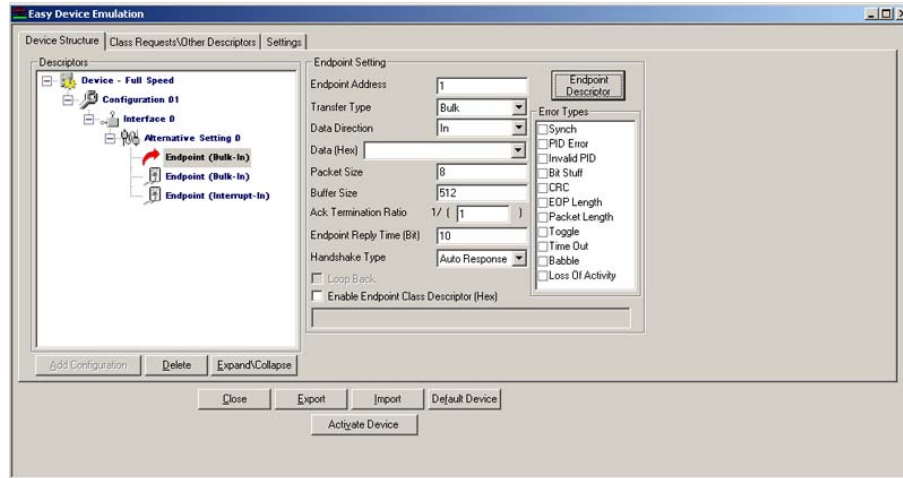 Easy Device Emulation
Device Structure
Class Requests\Other Descriptors
Settings
Descriptors
Device - Full Speed
Configuration 01
Interface 0
Alternative Setting 0
Endpoint (Bulk-In)
Endpoint (Bulk-In)
Endpoint (Interrupt-In)
Add Configuration
Delete
Expand\Collapse
Endpoint Setting
Endpoint Address 1
Transfer Type Bulk
Data Direction In
Data (Hex)
Packet Size 8
Buffer Size 512
Ack Termination Ratio 1/ ( 1 )
Endpoint Reply Time (Bit) 10
Handshake Type Auto Response
Loop Back
Enable Endpoint Class Descriptor (Hex)
Endpoint
Descriptor
Error Types
Synch
PID Error
Invalid PID
Bit Stuff
CRC
EOP Length
Packet Length
Toggle
Time Out
Babble
Loss Of Activity
Close
Export
Import
Default Device
Activate Device